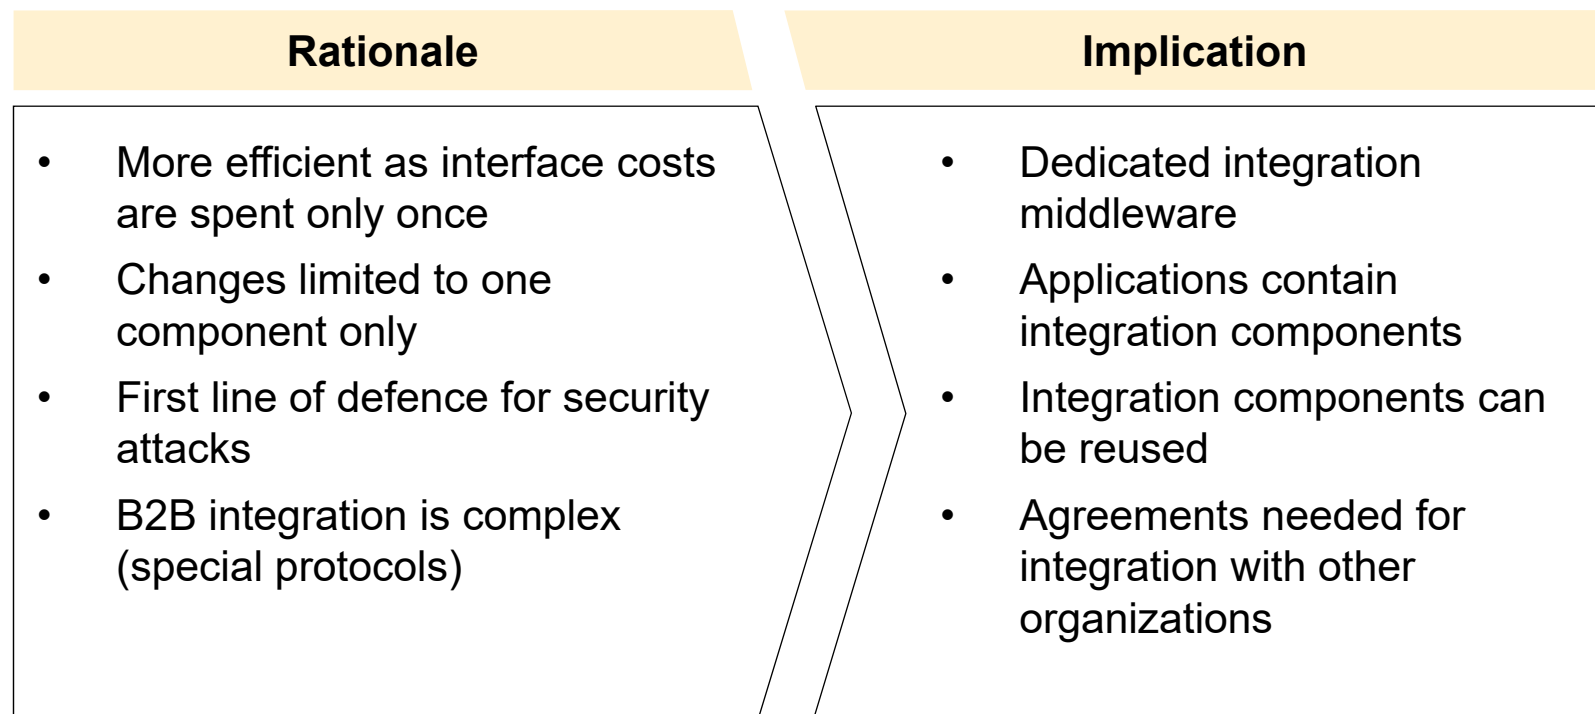 Rationale
• More efficient as interface costs
are spent only once
• Changes limited to one
component only
• First line of defence for security
attacks
• B2B integration is complex
(special protocols)
Implication
• Dedicated integration
middleware
• Applications contain
integration components
• Integration components can
be reused
• Agreements needed for
integration with other
organizations